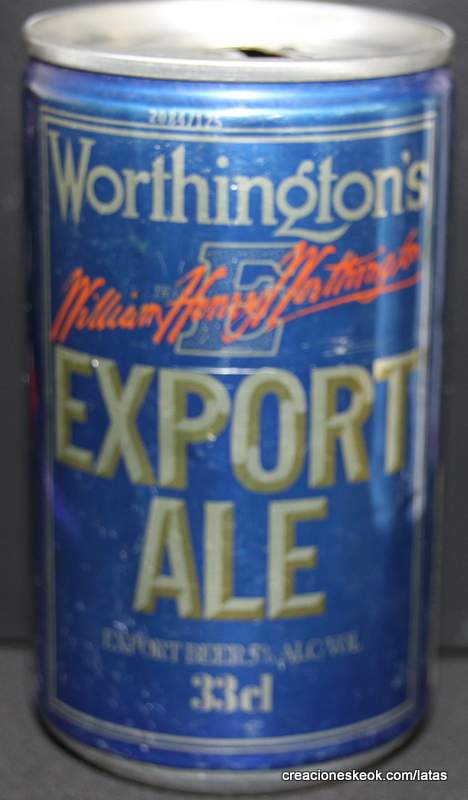 Worthington's
E
William Henry Worthington
EXPORT
ALE
EXPORT BEER 5% ALC VOL
33cl
creacioneskeok.com/latas